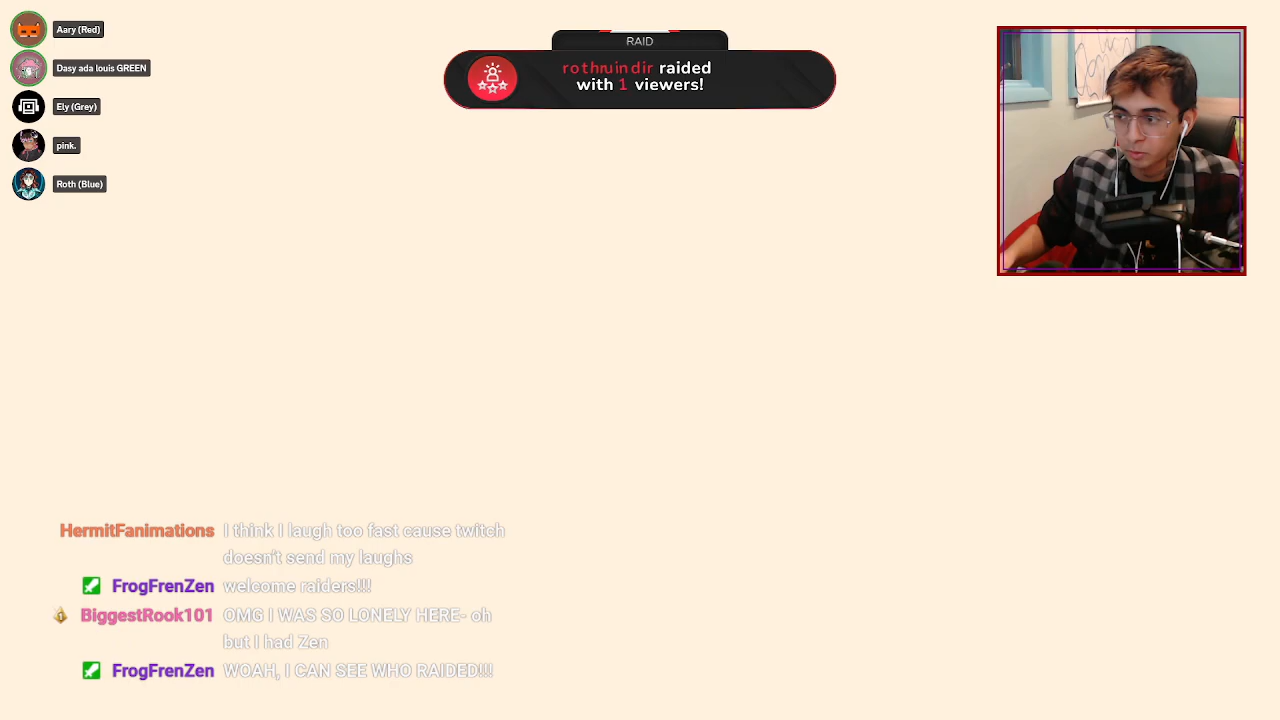 Aary (Red)
Dasy ada louis GREEN
Ely (Grey)
pink.
Roth (Blue)
RAID
raided
with 1 viewers!
HermitFanimations I think I laugh too fast cause twitch
doesn't send my laughs
FrogFrenZen welcome raiders!!!
BiggestRook101 OMG I WAS SO LONELY HERE- oh
but I had Zen
FrogFrenZen WOAH, I CAN SEE WHO RAIDED!!!